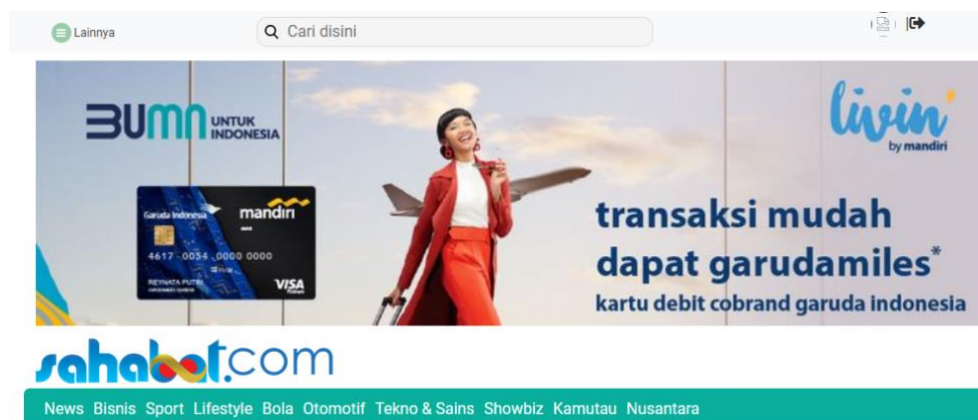 Lainnya
Cari disini
BUMN UNTUK
INDONESIA
livin'
by mandiri
Garuda Indonesia
mandiri
debit
4617 0054 0000 0000
REYNATA PUTRI
VISA
transaksi mudah
dapat garudamiles*
kartu debit cobrand garuda indonesia
sahabat.com
News Bisnis Sport Lifestyle Bola Otomotif Tekno & Sains Showbiz Kamutau Nusantara